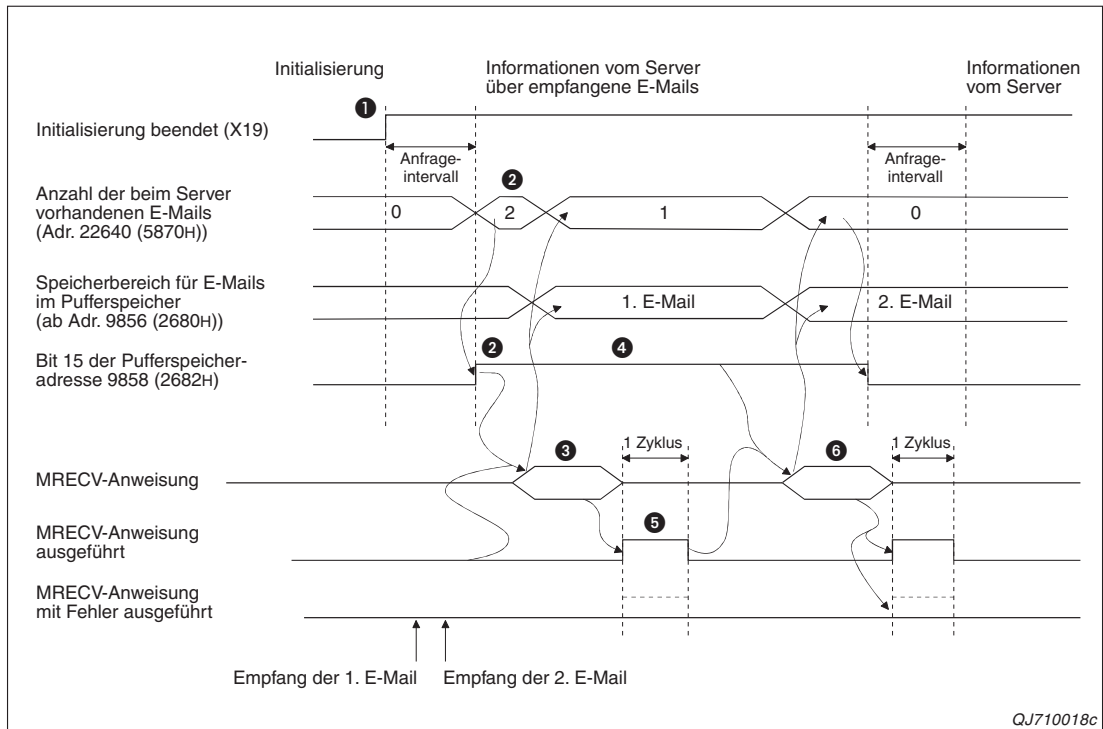 Initialisierung
Informationen vom Server
über empfangene E-Mails
Informationen
vom Server
❶
Initialisierung beendet (X19)
Anfrage-
intervall
Anfrage-
intervall
Anzahl der beim Server
vorhandenen E-Mails
(Adr. 22640 (5870H))
❷
0
2
1
0
Speicherbereich für E-Mails
im Pufferspeicher
(ab Adr. 9856 (2680H))
1. E-Mail
2. E-Mail
Bit 15 der Pufferspeicher-
adresse 9858 (2682H)
❷
❹
MRECV-Anweisung
❸
1 Zyklus
❻
1 Zyklus
MRECV-Anweisung
ausgeführt
❺
MRECV-Anweisung
mit Fehler ausgeführt
Empfang der 1. E-Mail
Empfang der 2. E-Mail
QJ710018c